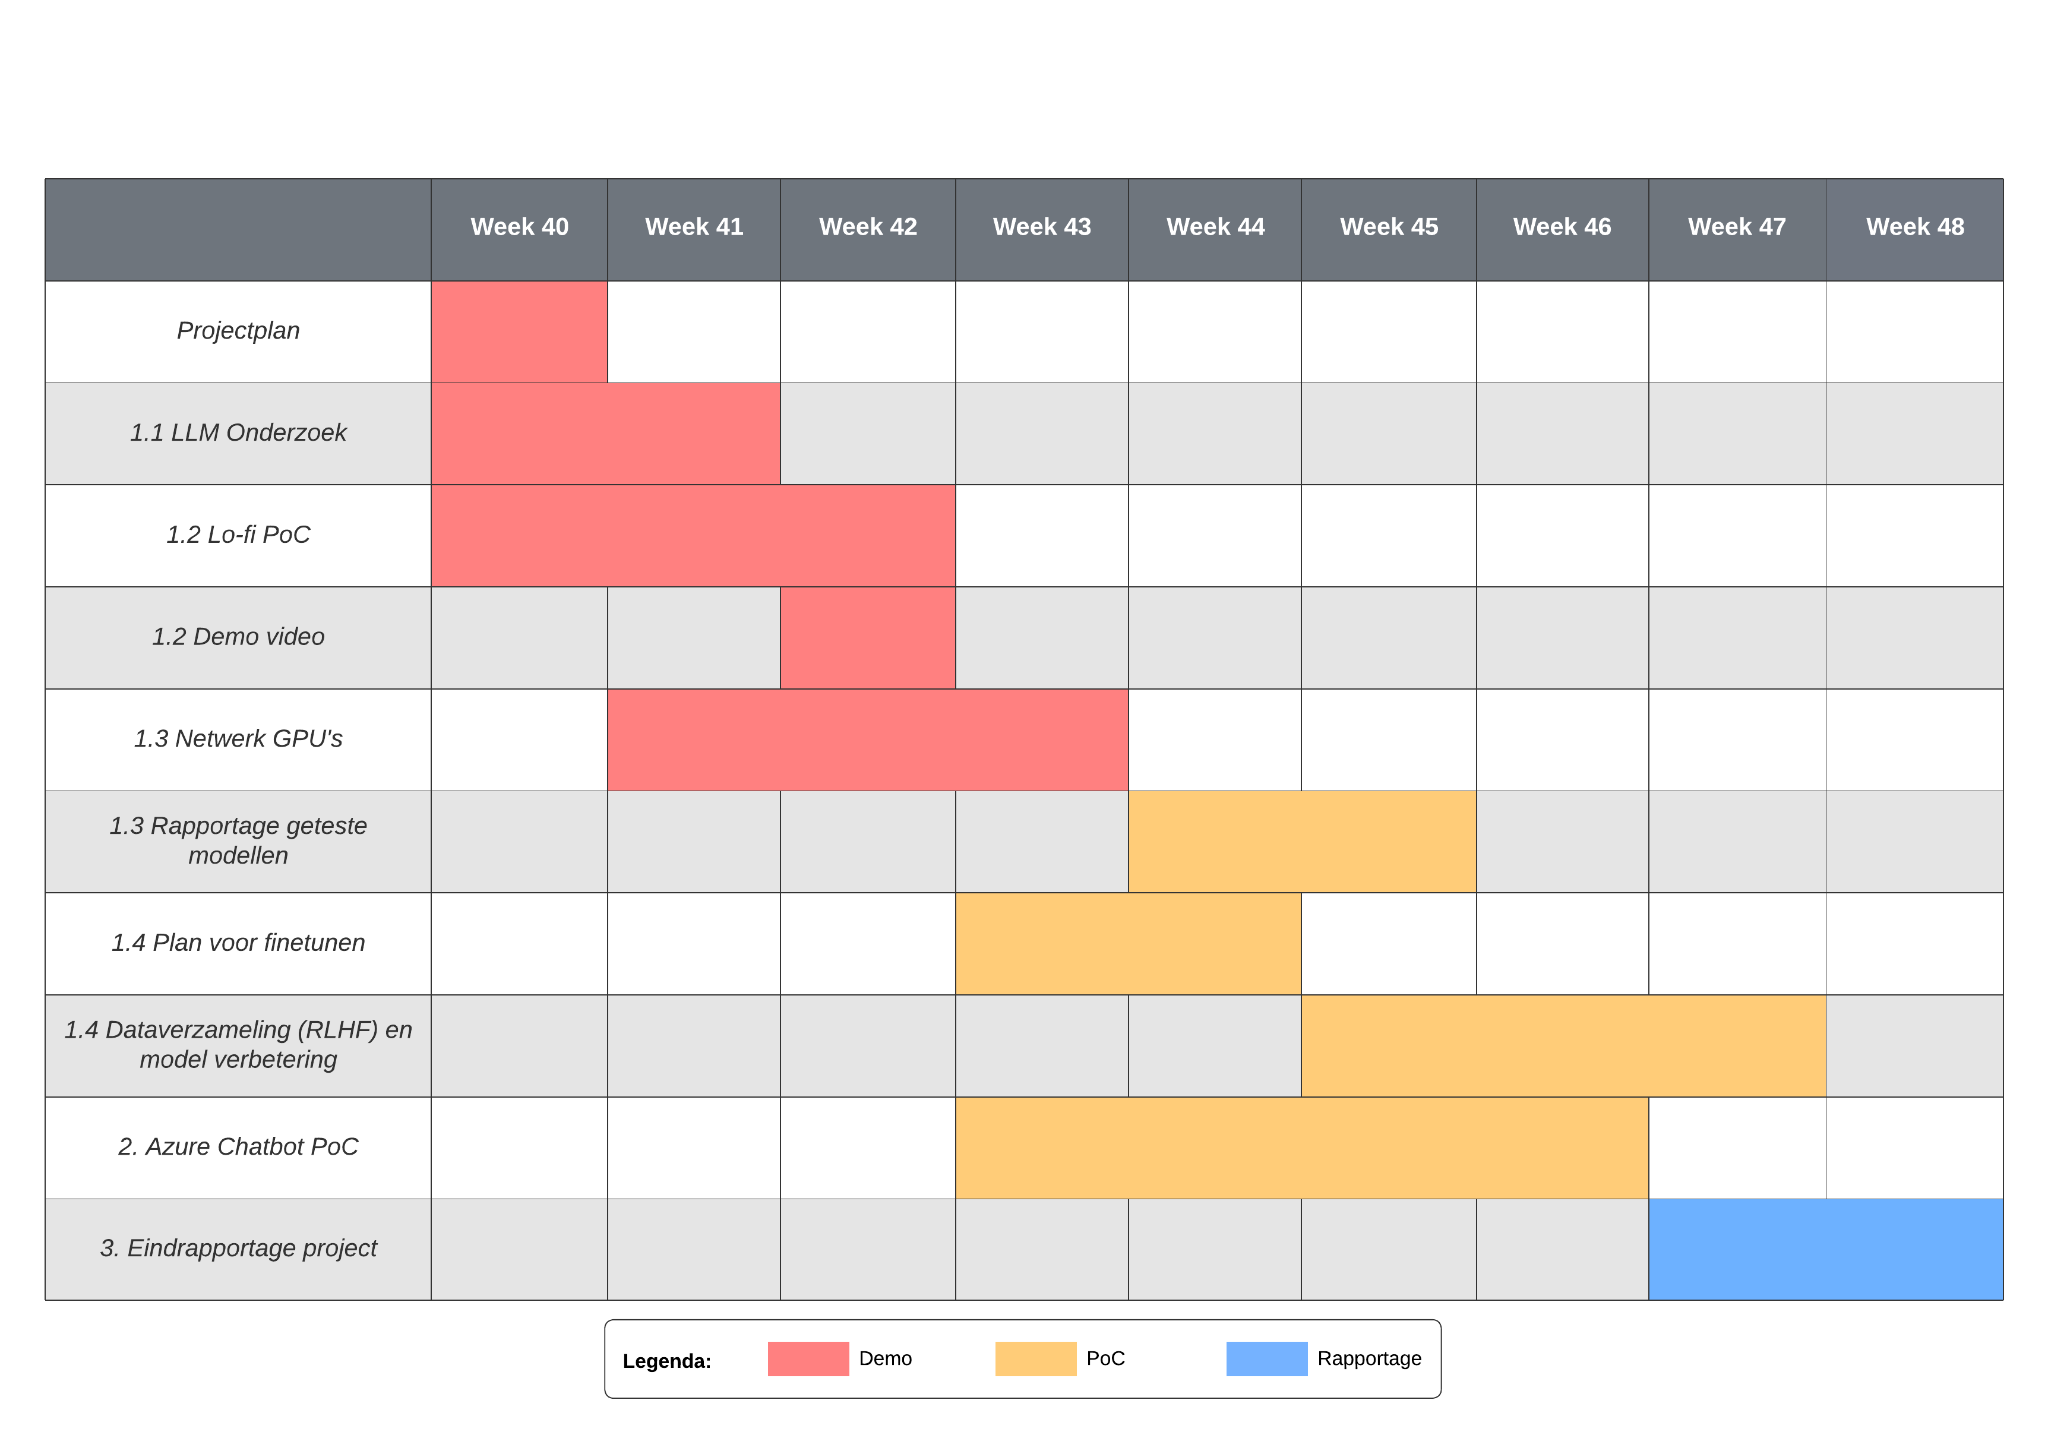 Week 40 Week 41 Week 42 Week 43 Week 44 Week 45 Week 46 Week 47 Week 48
Projectplan
1.1 LLM Onderzoek
1.2 Lo-fi PoC
1.2 Demo video
1.3 Netwerk GPU's
1.3 Rapportage geteste
modellen
1.4 Plan voor finetunen
1.4 Dataverzameling (RLHF) en
model verbetering
2. Azure Chatbot PoC
3. Eindrapportage project
Legenda: Demo PoC Rapportage